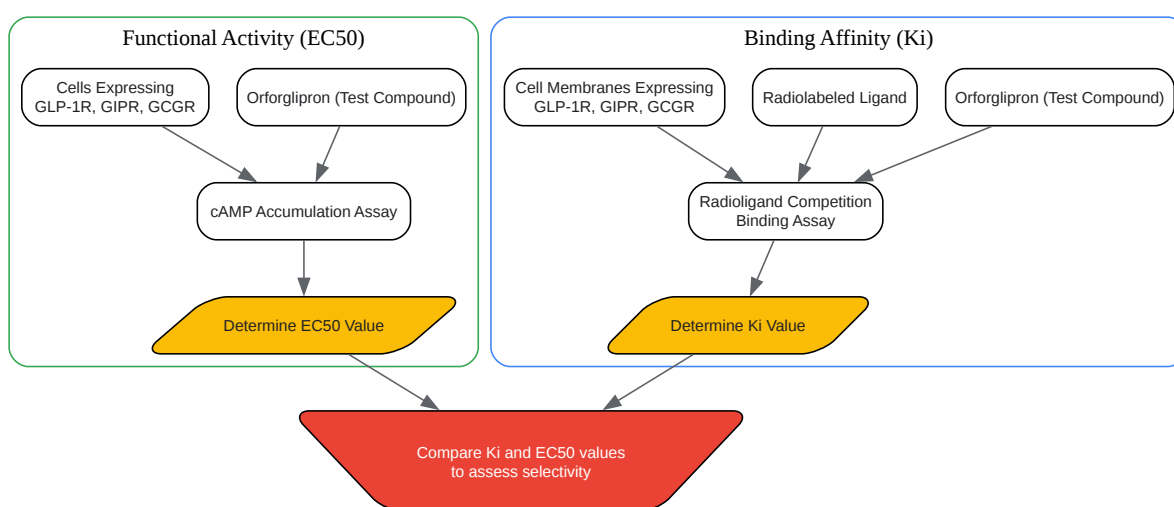 Functional Activity (EC50)
Binding Affinity (Ki)
Cells Expressing
GLP-1R, GIPR, GCGR
Orforglipron (Test Compound)
Cell Membranes Expressing
GLP-1R, GIPR, GCGR
Radiolabeled Ligand
Orforglipron (Test Compound)
cAMP Accumulation Assay
Radioligand Competition
Binding Assay
Determine EC50 Value
Determine Ki Value
Compare Ki and EC50 values
to assess selectivity